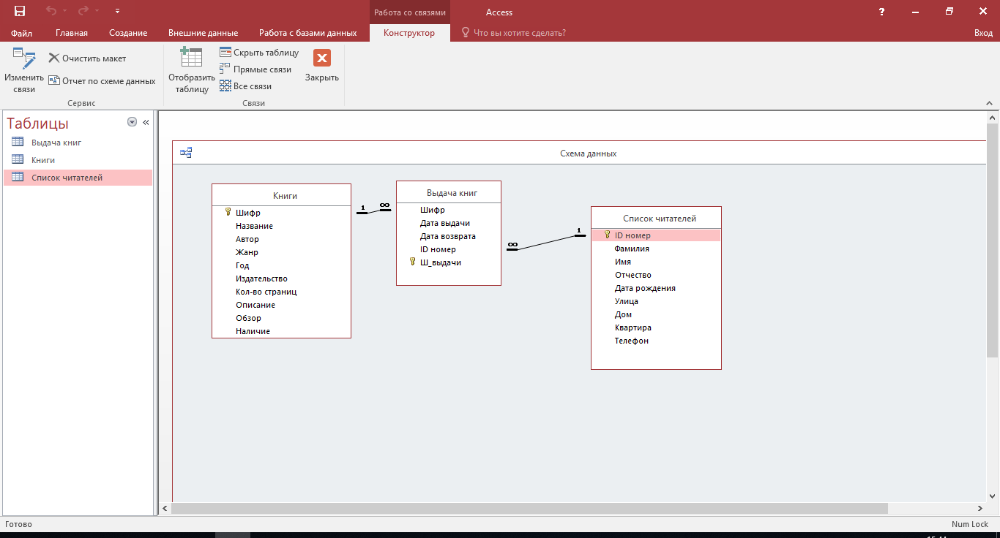 Работа со связями
Access
?
Файл
Главная
Создание
Внешние данные
Работа с базами данных
Конструктор
Что вы хотите сделать?
Вход
Изменить
связи
Очистить макет
Отчет по схеме данных
Сервис
Отобразить
таблицу
Скрыть таблицу
Прямые связи
Все связи
Связи
Закрыть
Таблицы
Выдача книг
Книги
Список читателей
Схема данных
Книги
Шифр
Название
Автор
Жанр
Год
Издательство
Кол-во страниц
Описание
Обзор
Наличие
1
∞
Выдача книг
Шифр
Дата выдачи
Дата возврата
ID номер
Ш_выдачи
∞
1
Список читателей
ID номер
Фамилия
Имя
Отчество
Дата рождения
Улица
Дом
Квартира
Телефон
Готово
Num Lock